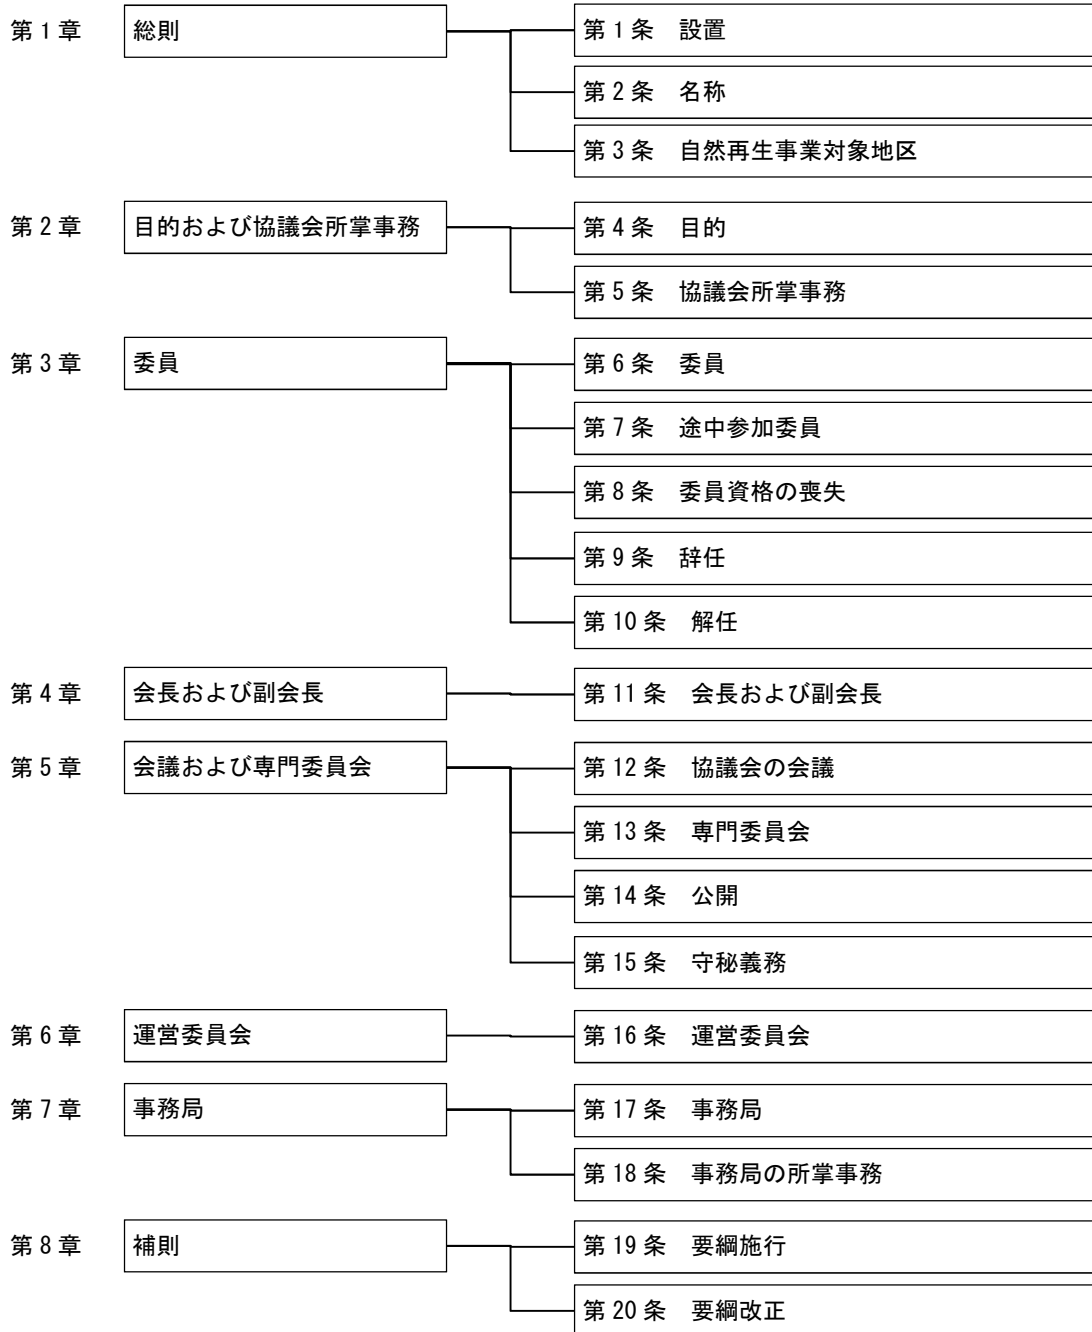 第1章 総則 第1条 設置
第2条 名称
第3条 自然再生事業対象地区
第2章 目的および協議会所掌事務 第4条 目的
第5条 協議会所掌事務
第3章 委員 第6条 委員
第7条 途中参加委員
第8条 委員資格の喪失
第9条 辞任
第10条 解任
第4章 会長および副会長 第11条 会長および副会長
第5章 会議および専門委員会 第12条 協議会の会議
第13条 専門委員会
第14条 公開
第15条 守秘義務
第6章 運営委員会 第16条 運営委員会
第7章 事務局 第17条 事務局
第18条 事務局の所掌事務
第8章 補則 第19条 要綱施行
第20条 要綱改正